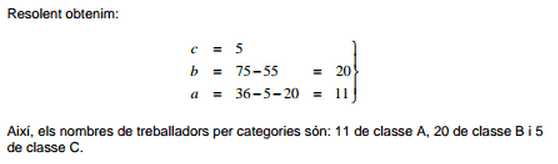 Resolent obtenim:
c = 5
b = 75-55 = 20
a = 36-5-20 = 11
Així, els nombres de treballadors per categories són: 11 de classe A, 20 de classe B i 5
de classe C.